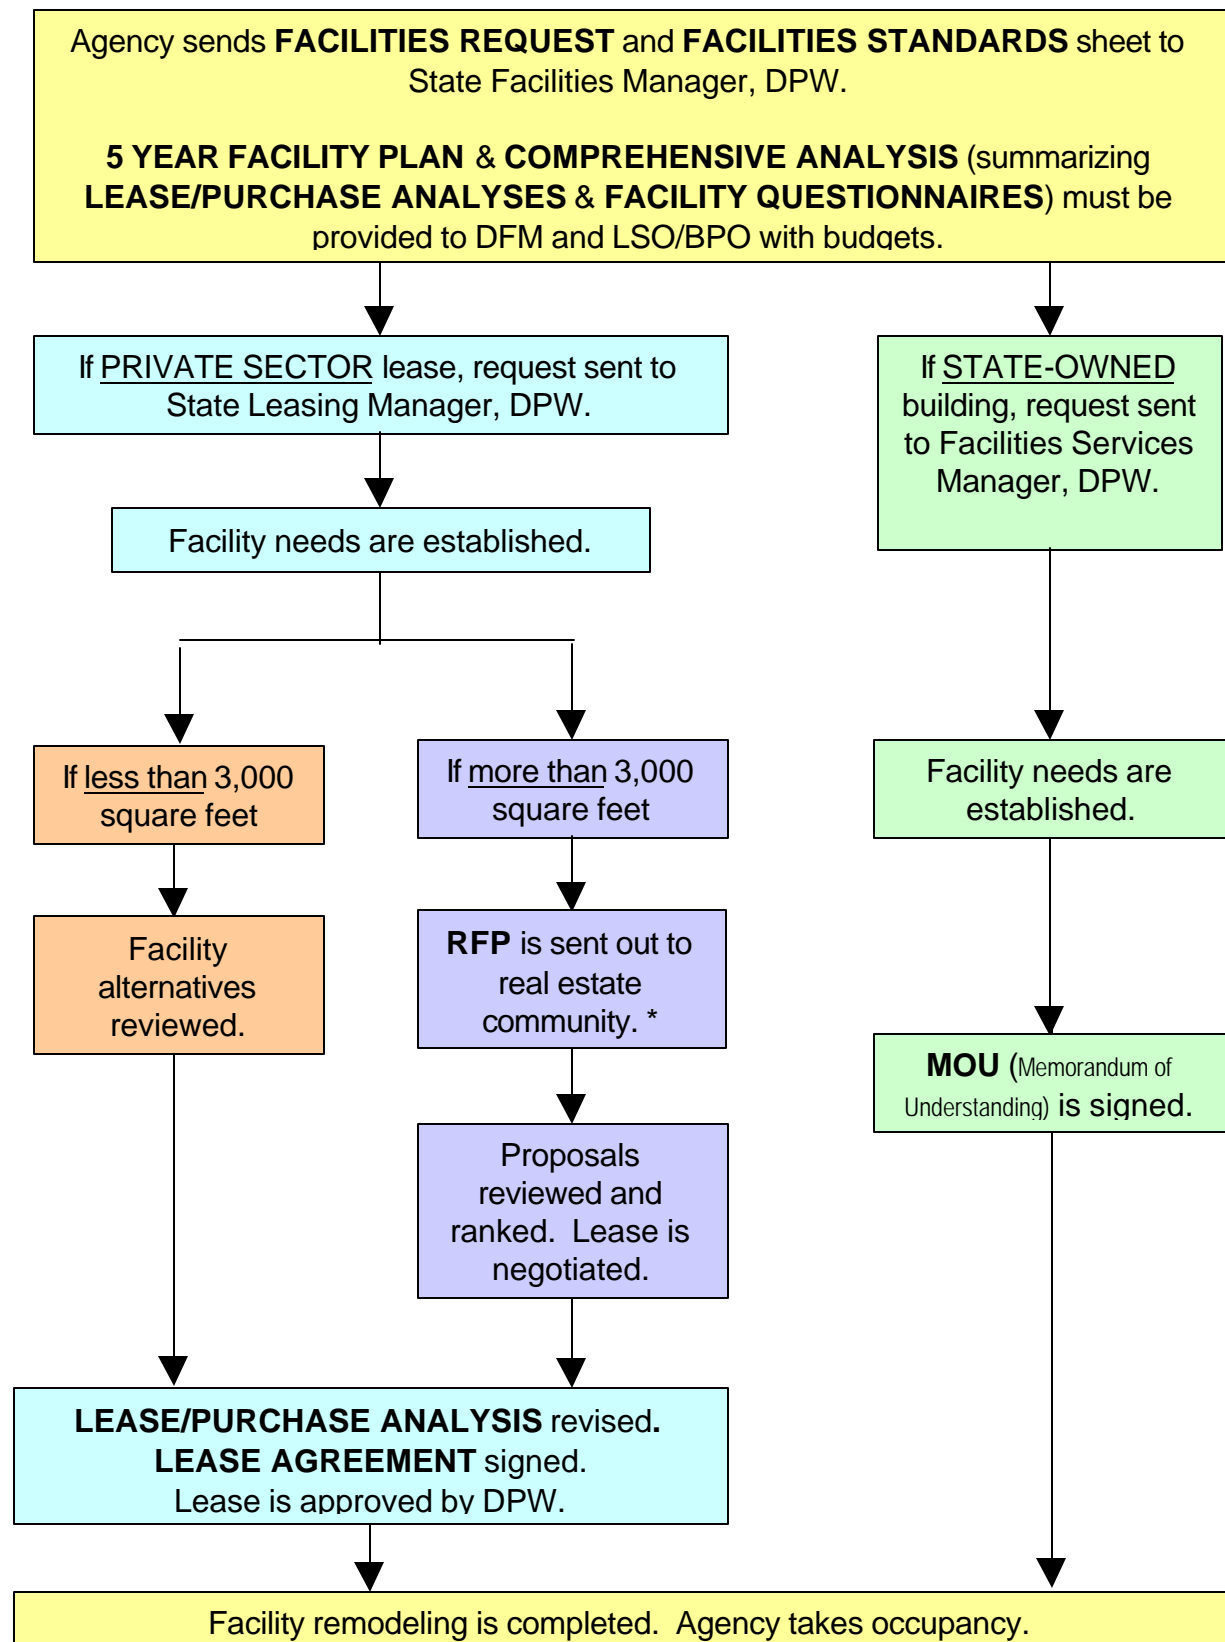 Agency sends FACILITIES REQUEST and FACILITIES STANDARDS sheet to
State Facilities Manager, DPW.
5 YEAR FACILITY PLAN & COMPREHENSIVE ANALYSIS (summarizing
LEASE/PURCHASE ANALYSES & FACILITY QUESTIONNAIRES) must be
provided to DFM and LSO/BPO with budgets.
If PRIVATE SECTOR lease, request sent to
State Leasing Manager, DPW.
If STATE-OWNED
building, request sent
to Facilities Services
Manager, DPW.
Facility needs are established.
If less than 3,000
square feet
If more than 3,000
square feet
Facility needs are
established.
Facility
alternatives
reviewed.
RFP is sent out to
real estate
community. *
MOU (Memorandum of
Understanding) is signed.
Proposals
reviewed and
ranked.  Lease is
negotiated.
LEASE/PURCHASE ANALYSIS revised.
LEASE AGREEMENT signed.
Lease is approved by DPW.
Facility remodeling is completed.  Agency takes occupancy.